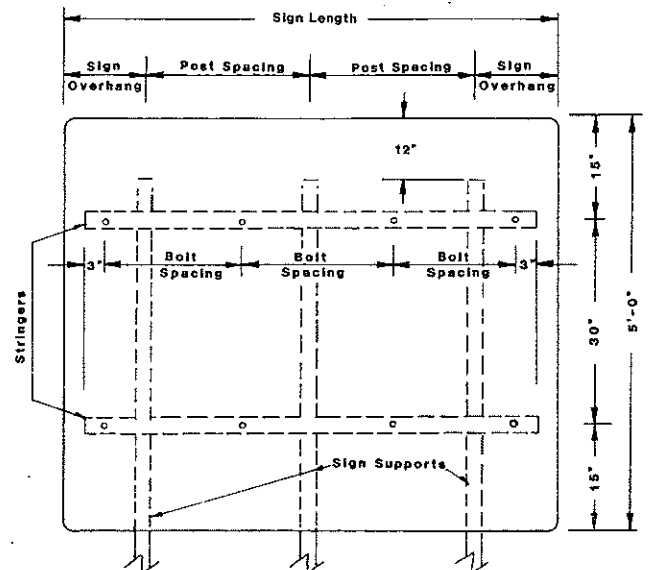 Sign Length
Sign Overhang
Post Spacing
Post Spacing
Sign Overhang
12"
15"
3"
Bolt Spacing
Bolt Spacing
Bolt Spacing
3"
Stringers
30"
5'-0"
Sign Supports
15"